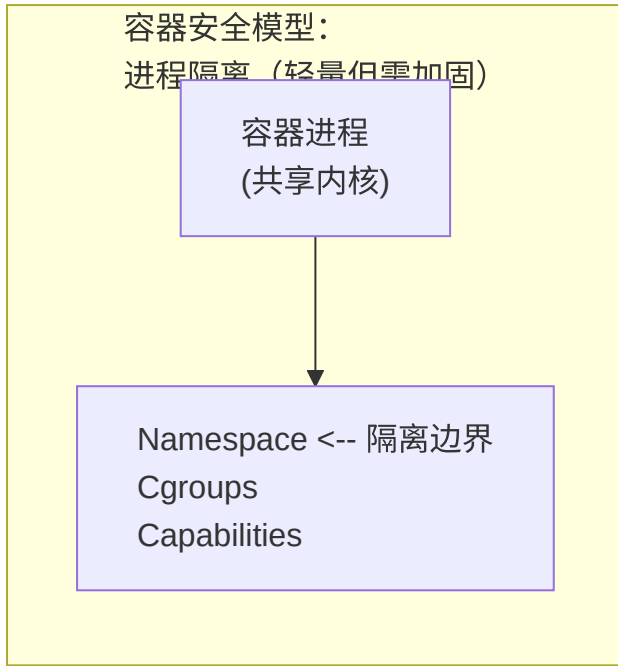 容器安全模型：
进程隔离（轻量但需加固）
容器进程
(共享内核)
Namespace <-- 隔离边界
Cgroups
Capabilities